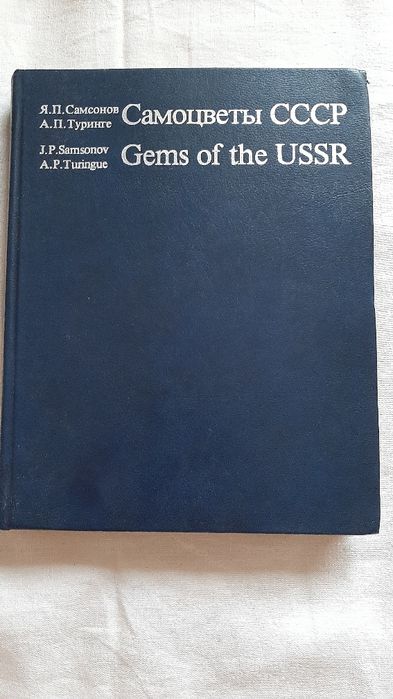 Я.П.Самсонов
А.П.Туринге
Самоцветы СССР
J.P.Samsonov
A.P.Turingue
Gems of the USSR